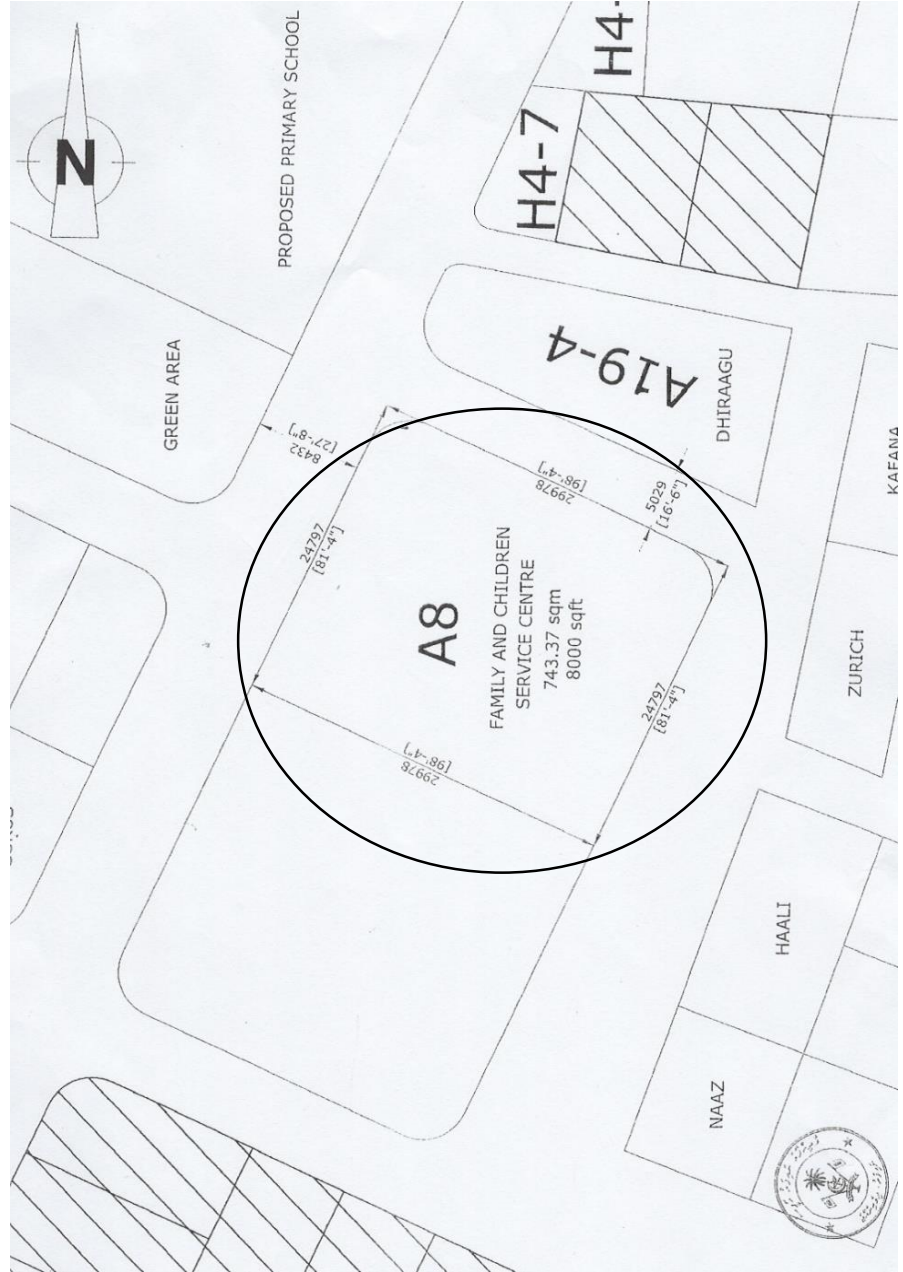 N
PROPOSED PRIMARY SCHOOL
GREEN AREA
H4-7
H4-
A19-4
DHIRAAGU
8432
[27'-8"]
24797
[81'-4"]
29978
[98'-4"]
5029
[16'-6"]
A8
FAMILY AND CHILDREN
SERVICE CENTRE
743.37 sqm
8000 sqft
29978
[98'-4"]
24797
[81'-4"]
KAFANA
ZURICH
HAALI
NAAZ